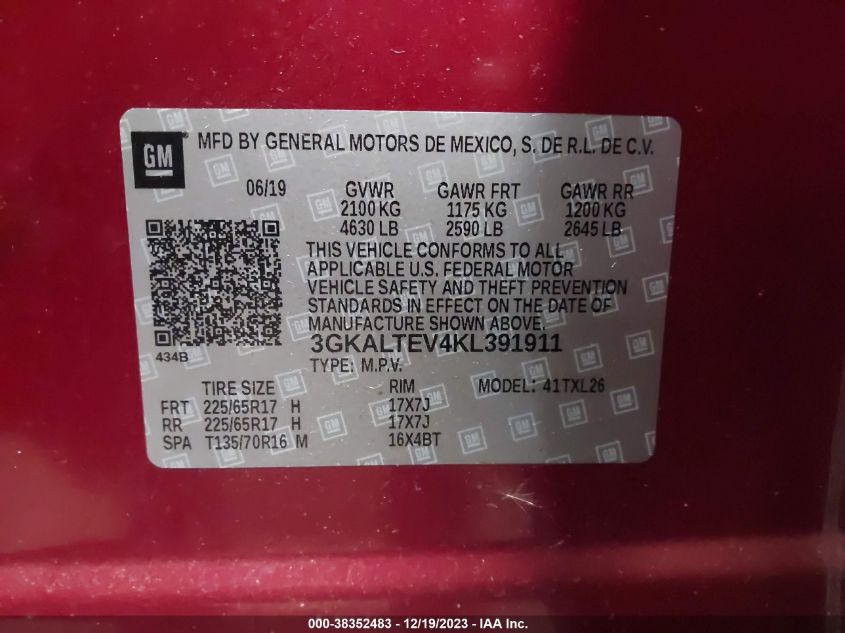 GM MFD BY GENERAL MOTORS DE MEXICO, S. DE R.L. DE C.V.
06/19 GVWR GAWR FRT GAWR RR
2100 KG 1175 KG 1200 KG
4630 LB 2590 LB 2645 LB
THIS VEHICLE CONFORMS TO ALL
APPLICABLE U.S. FEDERAL MOTOR
VEHICLE SAFETY AND THEFT PREVENTION
STANDARDS IN EFFECT ON THE DATE OF
MANUFACTURE SHOWN ABOVE.
434B
3GKALTEV4KL391911
TYPE: M.P.V.
TIRE SIZE RIM MODEL: 41TXL26
FRT 225/65R17 H 17X7J
RR 225/65R17 H 17X7J
SPA T135/70R16 M 16X4BT
000-38352483 - 12/19/2023 - IAA Inc.